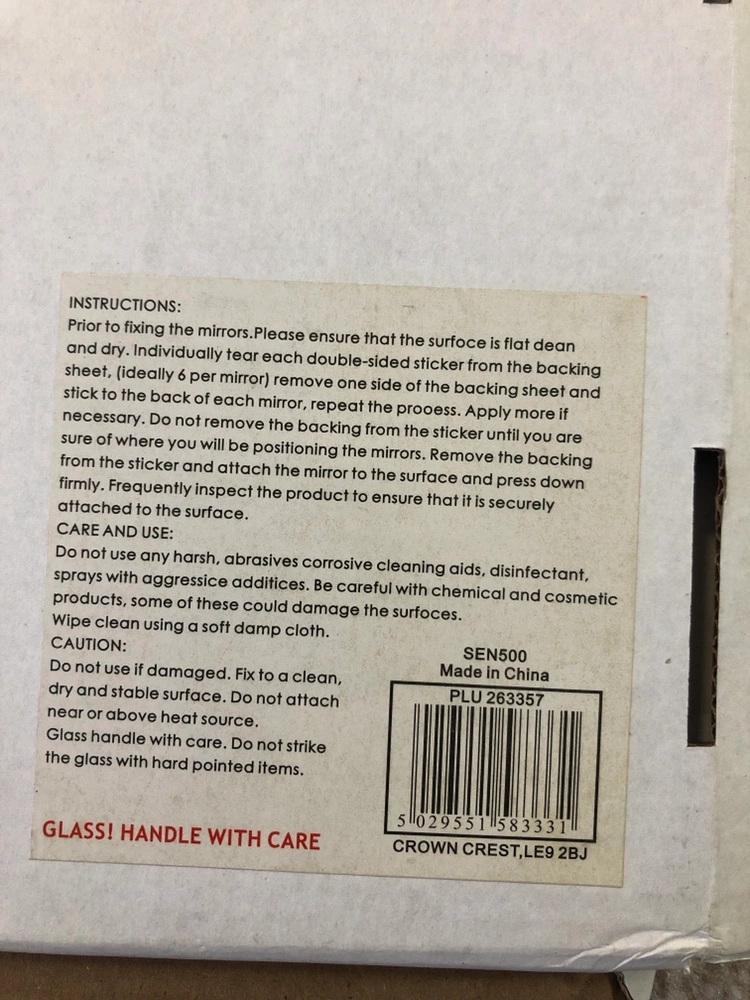 INSTRUCTIONS:
Prior to fixing the mirrors.Please ensure that the surfoce is flat dean
and dry. Individually tear each double-sided sticker from the backing
sheet, (ideally 6 per mirror) remove one side of the backing sheet and
stick to the back of each mirror, repeat the prooess. Apply more if
necessary. Do not remove the backing from the sticker until you are
sure of where you will be positioning the mirrors. Remove the backing
from the sticker and attach the mirror to the surface and press down
firmly. Frequently inspect the product to ensure that it is securely
attached to the surface.
CARE AND USE:
Do not use any harsh, abrasives corrosive cleaning aids, disinfectant,
sprays with aggressice additices. Be careful with chemical and cosmetic
products, some of these could damage the surfoces.
Wipe clean using a soft damp cloth.
CAUTION:
Do not use if damaged. Fix to a clean,
dry and stable surface. Do not attach
near or above heat source.
Glass handle with care. Do not strike
the glass with hard pointed items.
GLASS! HANDLE WITH CARE
SEN500
Made in China
PLU 263357
5 029551 583331
CROWN CREST,LE9 2BJ